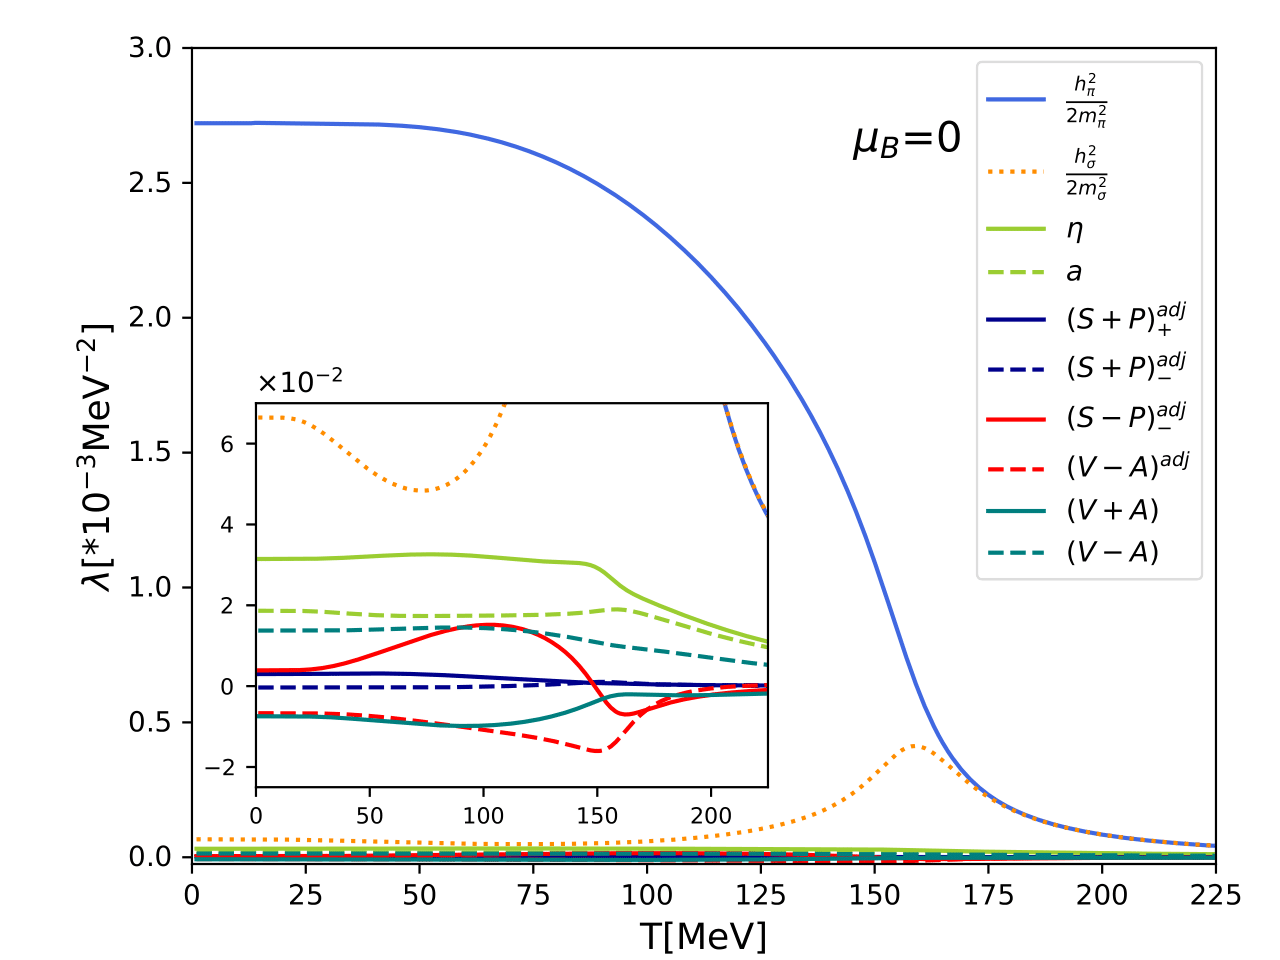 3.0
2.5
2.0
1.5
1.0
0.5
0.0
λ[*10⁻³MeV⁻²]
0 25 50 75 100 125 150 175 200 225
T[MeV]
μ_B=0
h_π²/2m_π²
h_σ²/2m_σ²
η
a
(S + P)₊^adj
(S + P)₋^adj
(S − P)₋^adj
(V − A)^adj
(V + A)
(V − A)
×10⁻²
6
4
2
0
−2
0 50 100 150 200